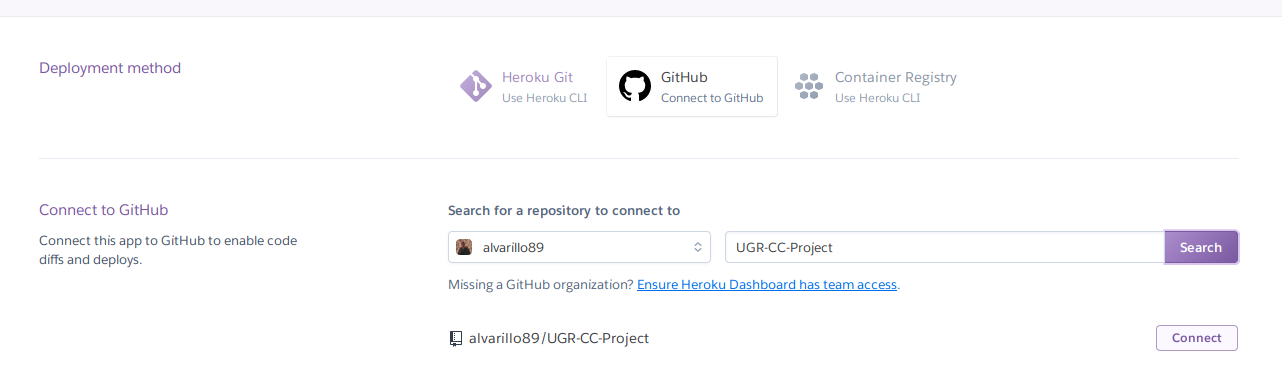 Deployment method
Heroku Git
Use Heroku CLI
GitHub
Connect to GitHub
Container Registry
Use Heroku CLI
Connect to GitHub
Connect this app to GitHub to enable code
diffs and deploys.
Search for a repository to connect to
alvarillo89
UGR-CC-Project
Search
Missing a GitHub organization? Ensure Heroku Dashboard has team access.
alvarillo89/UGR-CC-Project
Connect